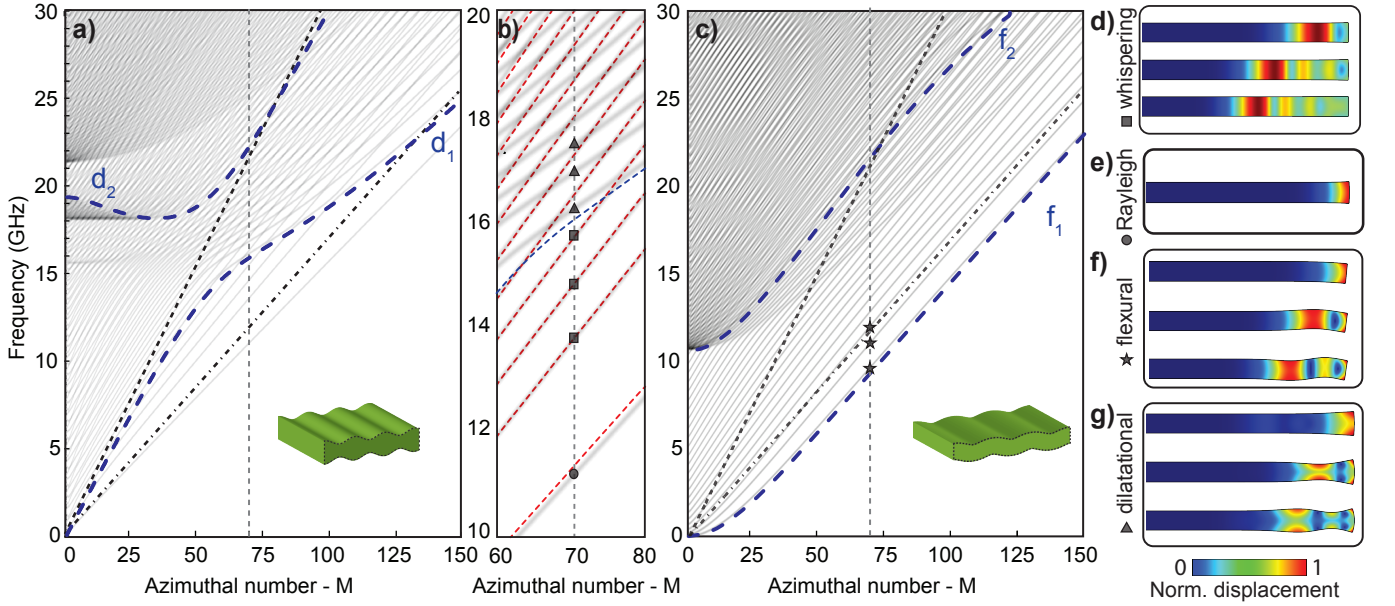 a)
30
25
20
15
10
5
0
Frequency (GHz)
d2
d1
0 25 50 75 100 125 150
Azimuthal number - M
b)
20
18
16
14
12
10
60 70 80
Azimuthal number - M
c)
30
25
20
15
10
5
0
f2
f1
0 25 50 75 100 125 150
Azimuthal number - M
d)
whispering
e)
Rayleigh
f)
flexural
g)
dilatational
0 1
Norm. displacement